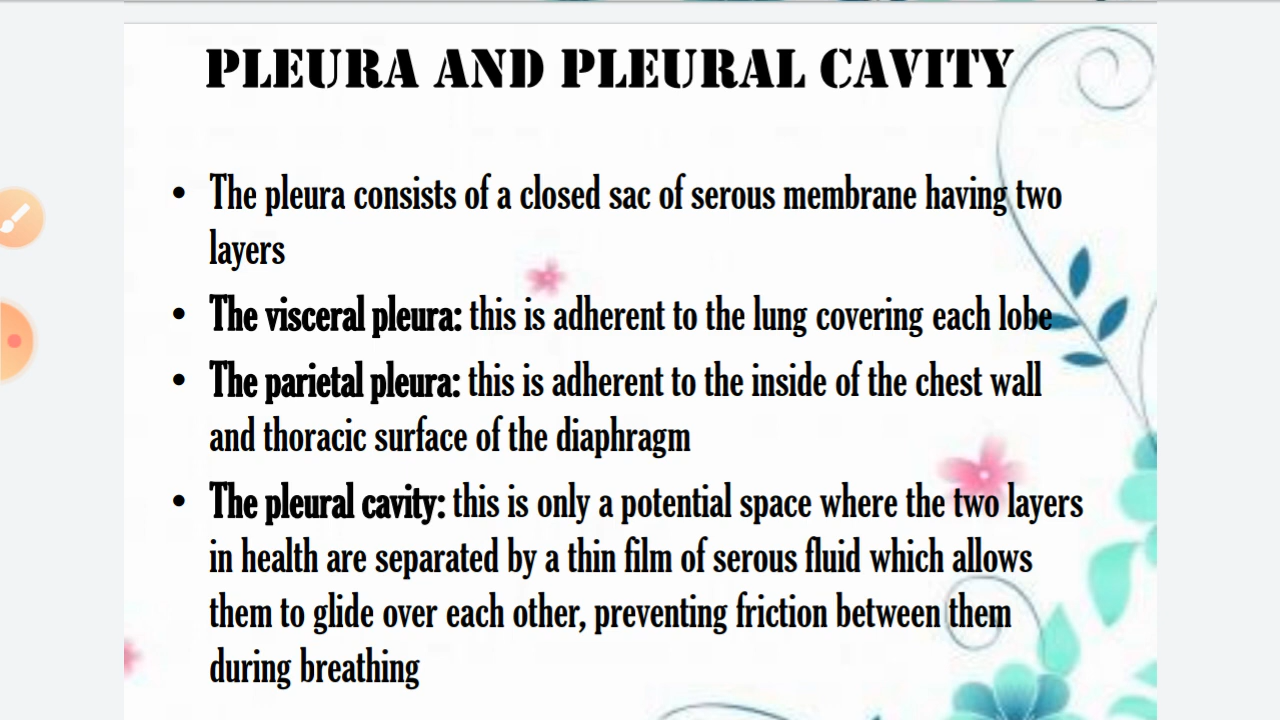 PLEURA AND PLEURAL CAVITY
• The pleura consists of a closed sac of serous membrane having two
layers
• The visceral pleura: this is adherent to the lung covering each lobe
• The parietal pleura: this is adherent to the inside of the chest wall
and thoracic surface of the diaphragm
• The pleural cavity: this is only a potential space where the two layers
in health are separated by a thin film of serous fluid which allows
them to glide over each other, preventing friction between them
during breathing